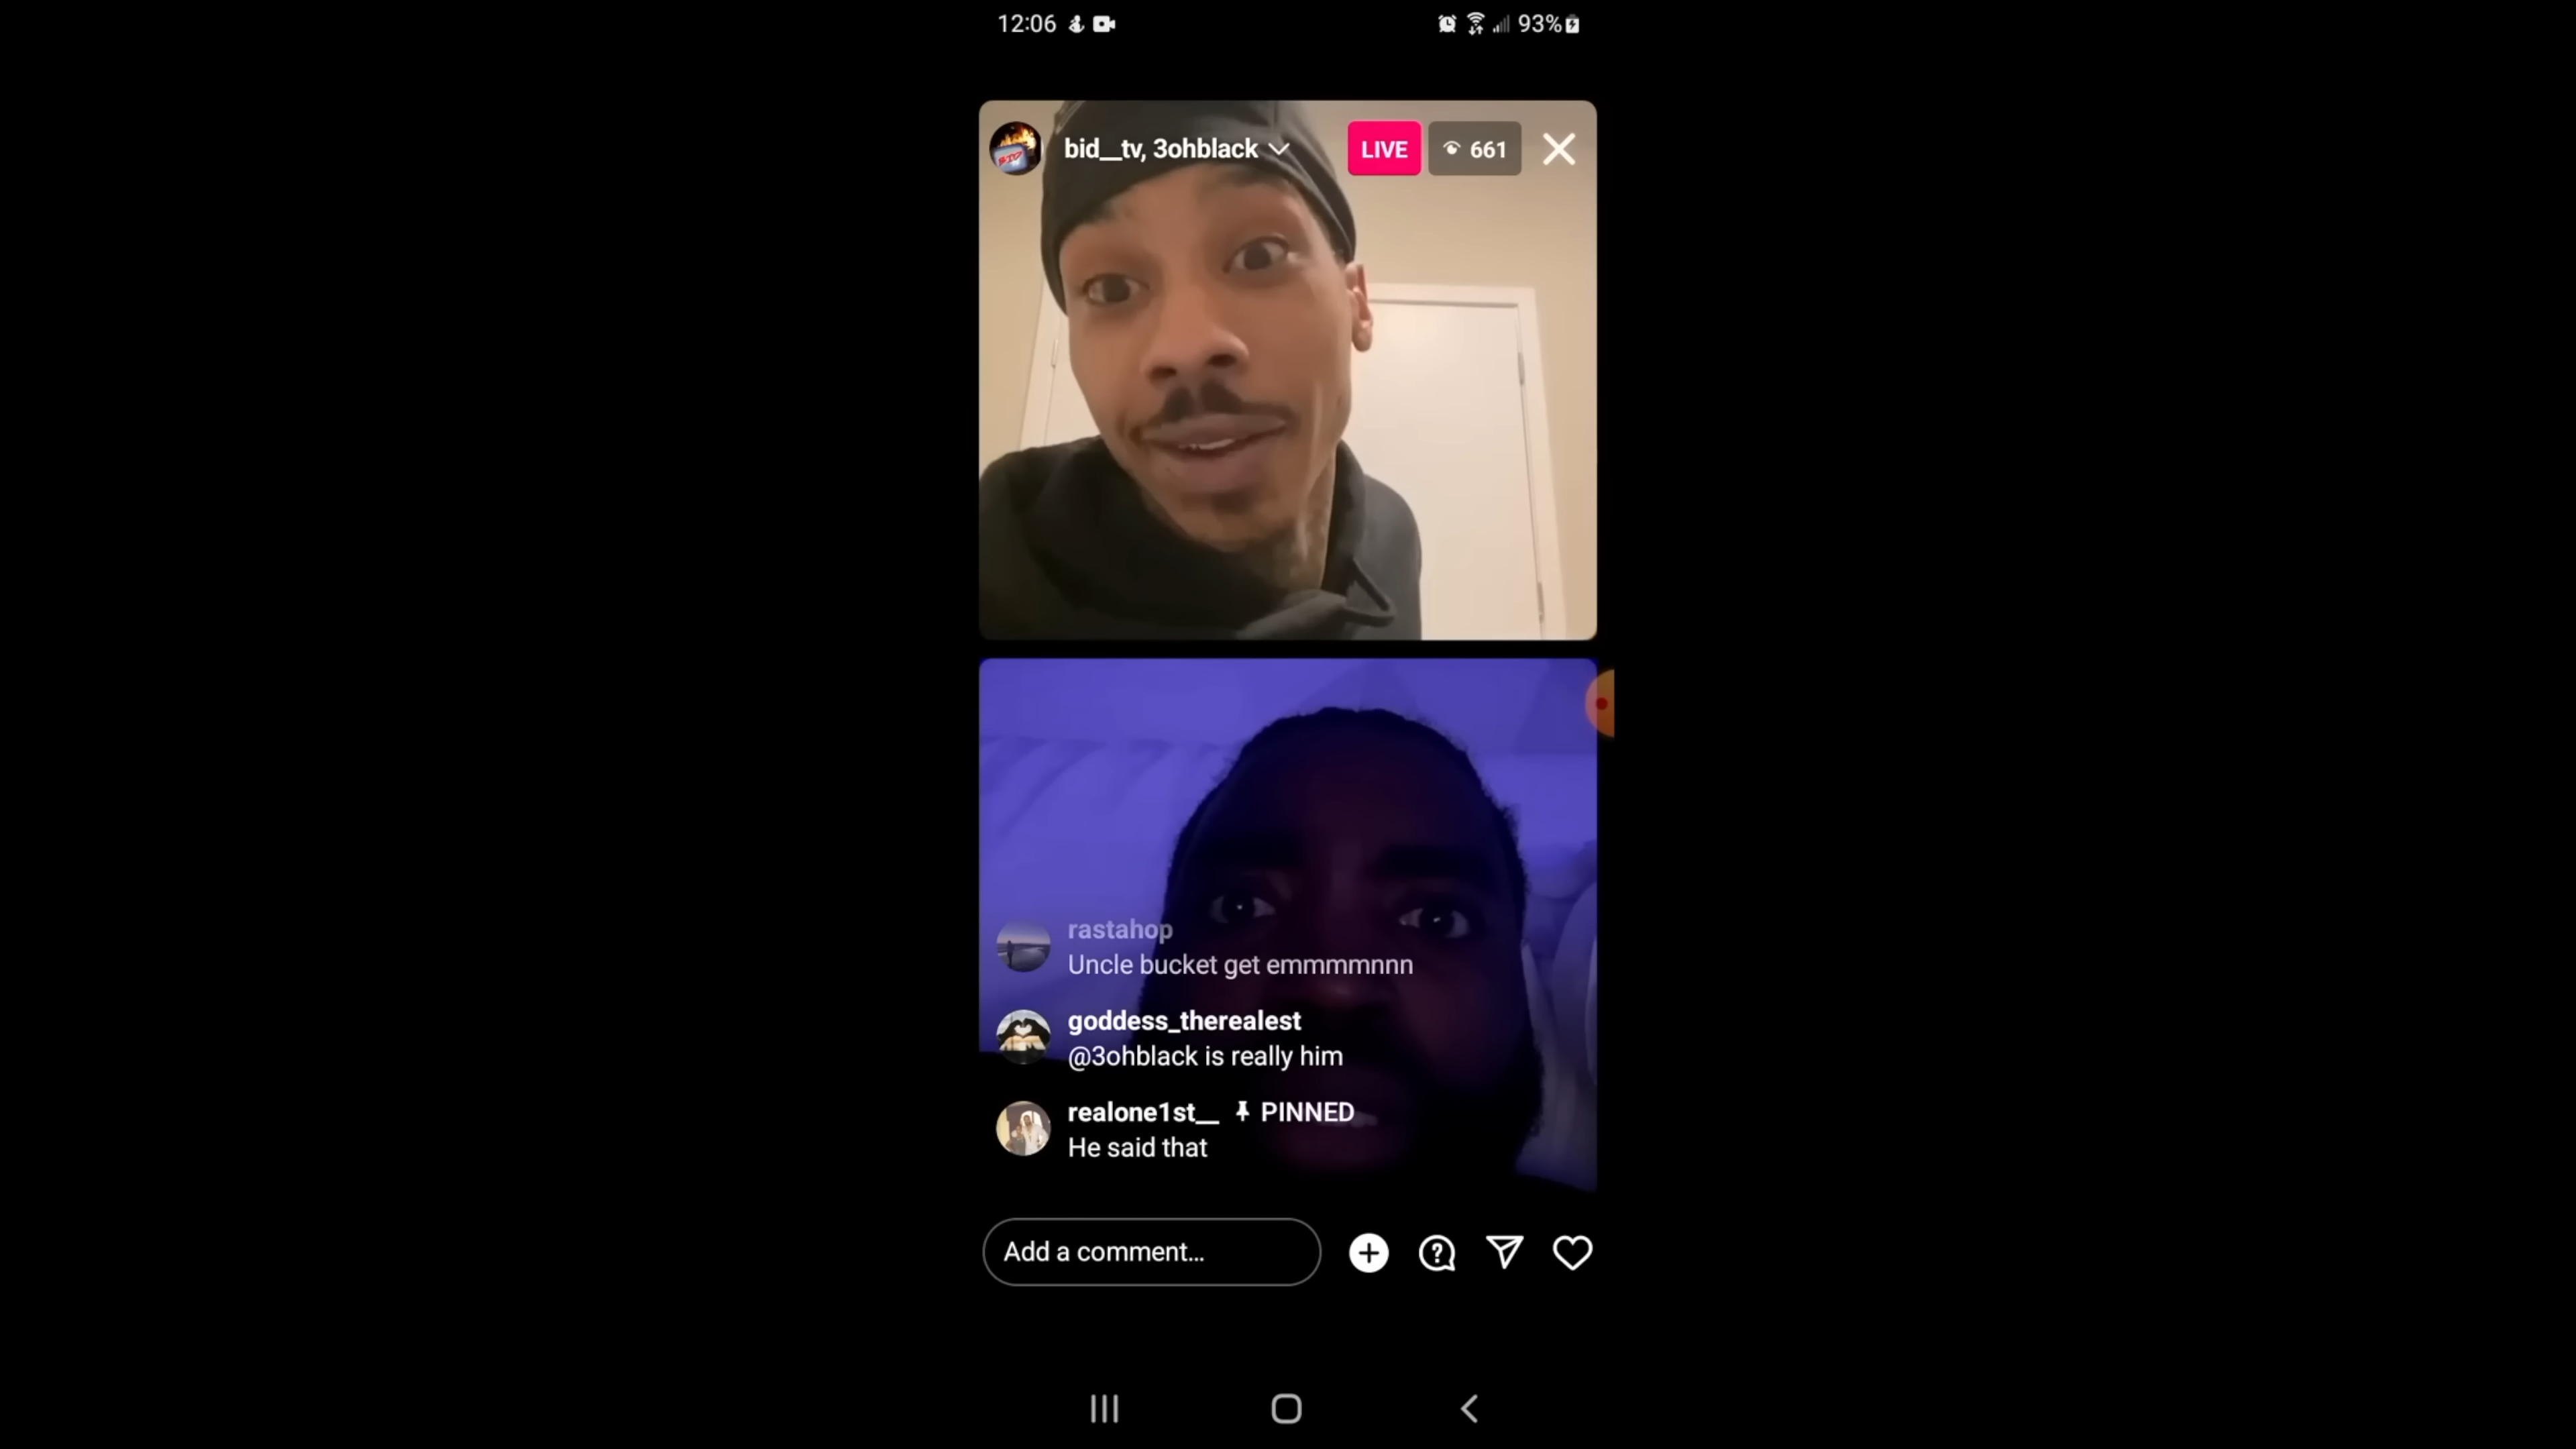 12:06
93%
bid__tv, 3ohblack
LIVE
661
BID
rastahop
Uncle bucket get emmmmnnn
goddess_therealest
@3ohblack is really him
realone1st__ PINNED
He said that
Add a comment...